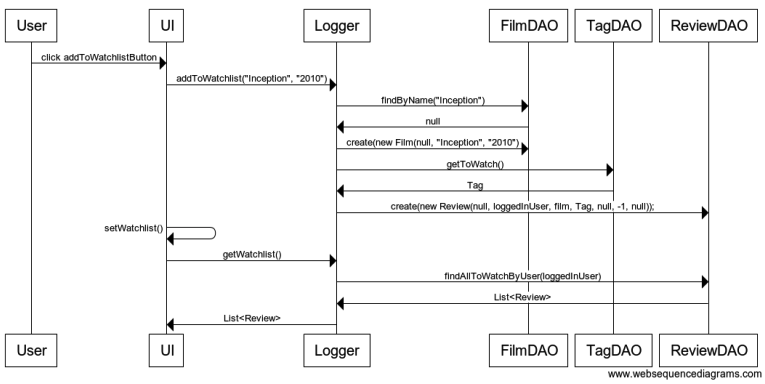 User UI Logger FilmDAO TagDAO ReviewDAO
click addToWatchlistButton
addToWatchlist("Inception", "2010")
findByName("Inception")
null
create(new Film(null, "Inception", "2010")
getToWatch()
Tag
create(new Review(null, loggedInUser, film, Tag, null, -1, null));
setWatchlist()
getWatchlist()
findAllToWatchByUser(loggedInUser)
List<Review>
List<Review>
User UI Logger FilmDAO TagDAO ReviewDAO
www.websequencediagrams.com